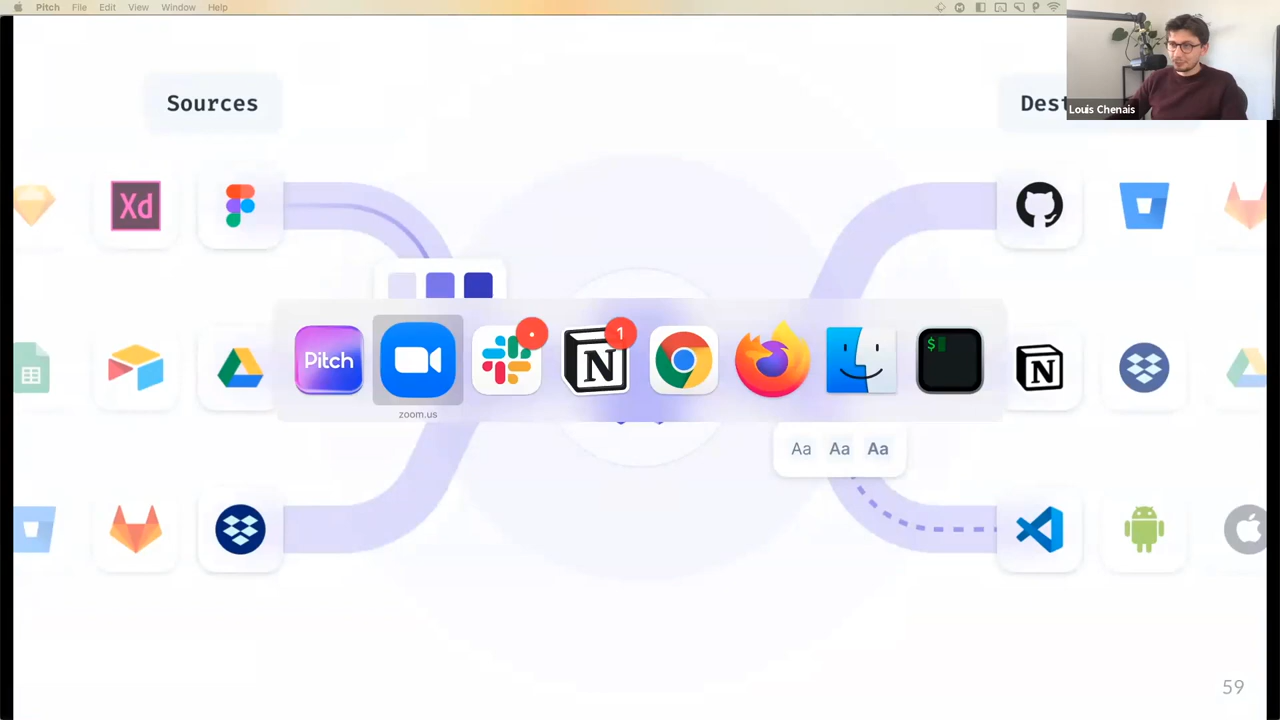 Pitch File Edit View Window Help
Louis Chenais
Sources
Dest
Xd
Pitch
N
1
$
N
zoom.us
Aa Aa Aa
59